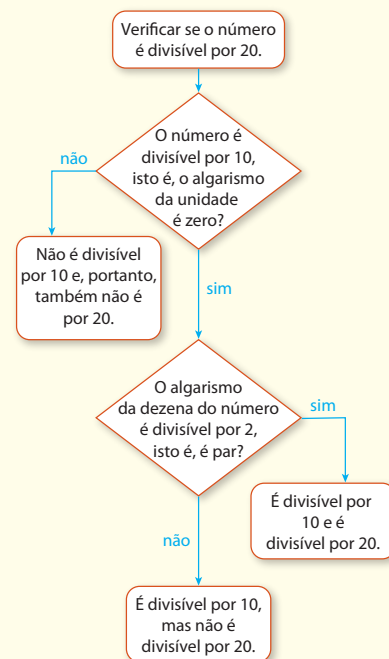 Verificar se o número
é divisível por 20.
O número é
divisível por 10,
isto é, o algarismo
da unidade
é zero?
não
Não é divisível
por 10 e, portanto,
também não é
por 20.
sim
O algarismo
da dezena do número
é divisível por 2,
isto é, é par?
sim
É divisível por
10 e é
divisível por 20.
não
É divisível por 10,
mas não é
divisível por 20.